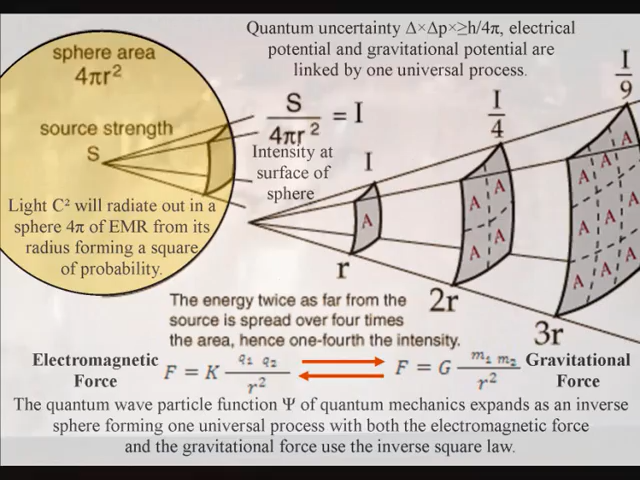 Quantum uncertainty Δ×Δp×≥h/4π, electrical
potential and gravitational potential are
linked by one universal process.
sphere area
4πr²
source strength
S
Light C² will radiate out in a
sphere 4π of EMR from its
radius forming a square
of probability.
S/4πr² = I
Intensity at
surface of
sphere
I
I/4
I/9
A
A A
A A
A
A A A
A A A
A A A
r
2r
3r
The energy twice as far from the
source is spread over four times
the area, hence one-fourth the intensity.
Electromagnetic
Force
F = K q₁ q₂/r²
F = G m₁ m₂/r²
Gravitational
Force
The quantum wave particle function Ψ of quantum mechanics expands as an inverse
sphere forming one universal process with both the electromagnetic force
and the gravitational force use the inverse square law.